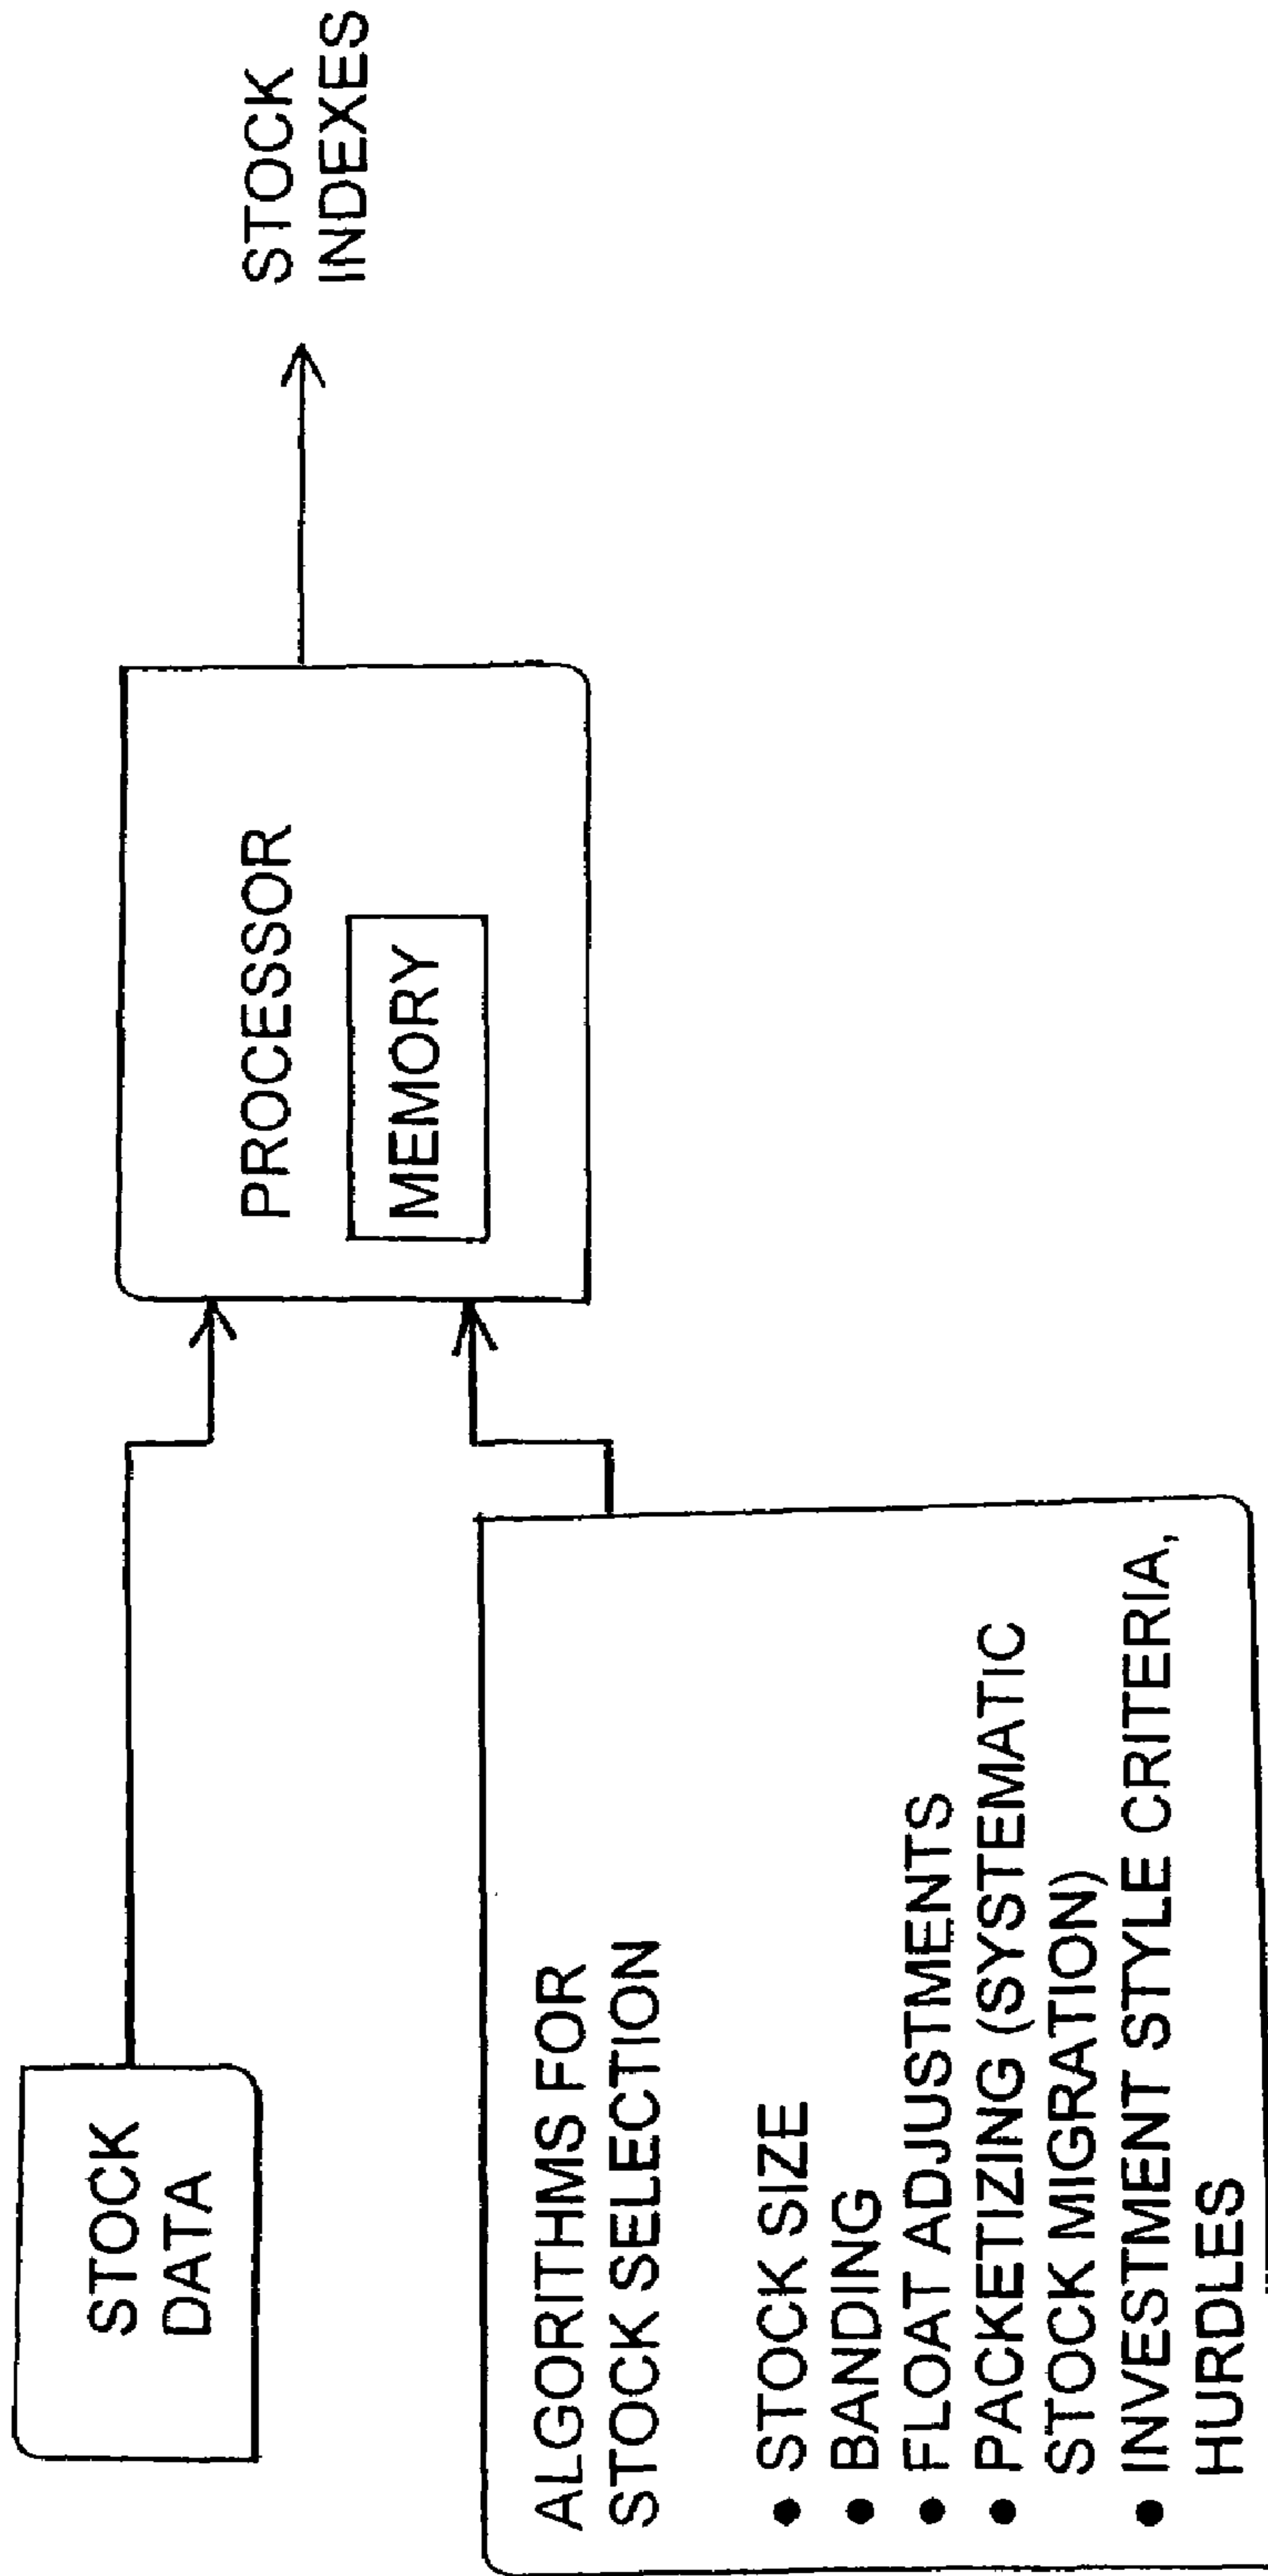 STOCK
DATA
ALGORITHMS FOR
STOCK SELECTION
• STOCK SIZE
• BANDING
• FLOAT ADJUSTMENTS
• PACKETIZING (SYSTEMATIC
STOCK MIGRATION)
• INVESTMENT STYLE CRITERIA,
HURDLES
PROCESSOR
MEMORY
STOCK
INDEXES